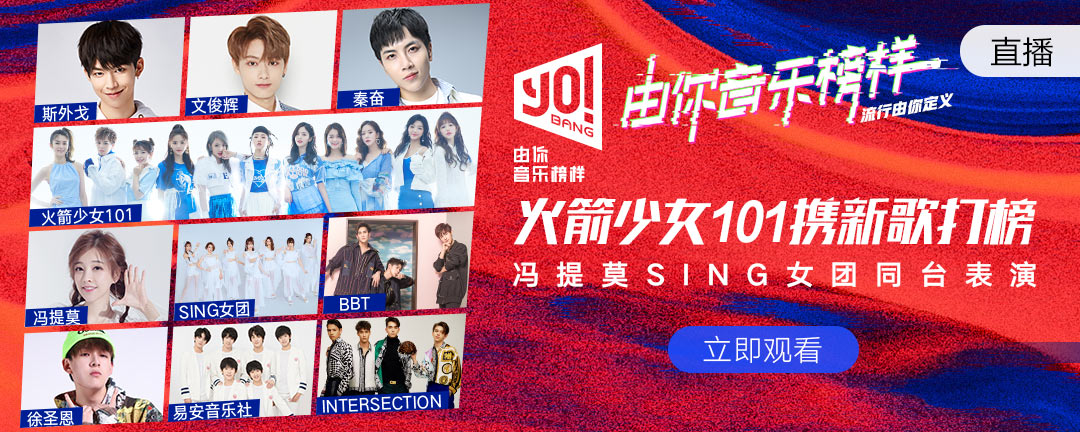 斯外戈
文俊辉
秦奋
火箭少女101
冯提莫
SING女团
BBT
徐圣恩
易安音乐社
INTERSECTION
YO!
BANG
由你
音乐榜样
由你音乐榜样
流行由你定义
直播
火箭少女101携新歌打榜
冯提莫SING女团同台表演
立即观看